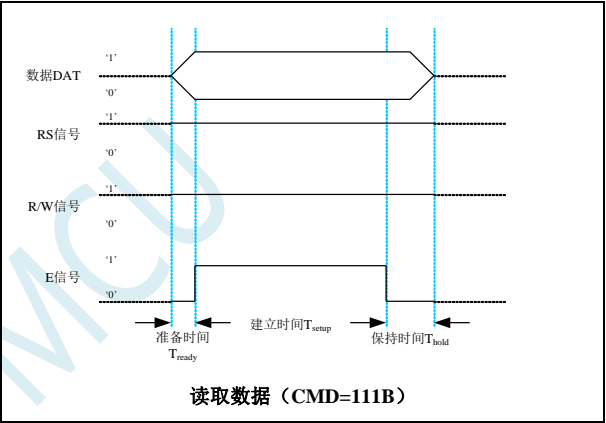 ‘1’
数据DAT
‘0’
‘1’
RS信号
‘0’
‘1’
R/W信号
‘0’
‘1’
E信号
‘0’
准备时间 建立时间Tsetup 保持时间Thold
Tready
读取数据（CMD=111B）
MCU